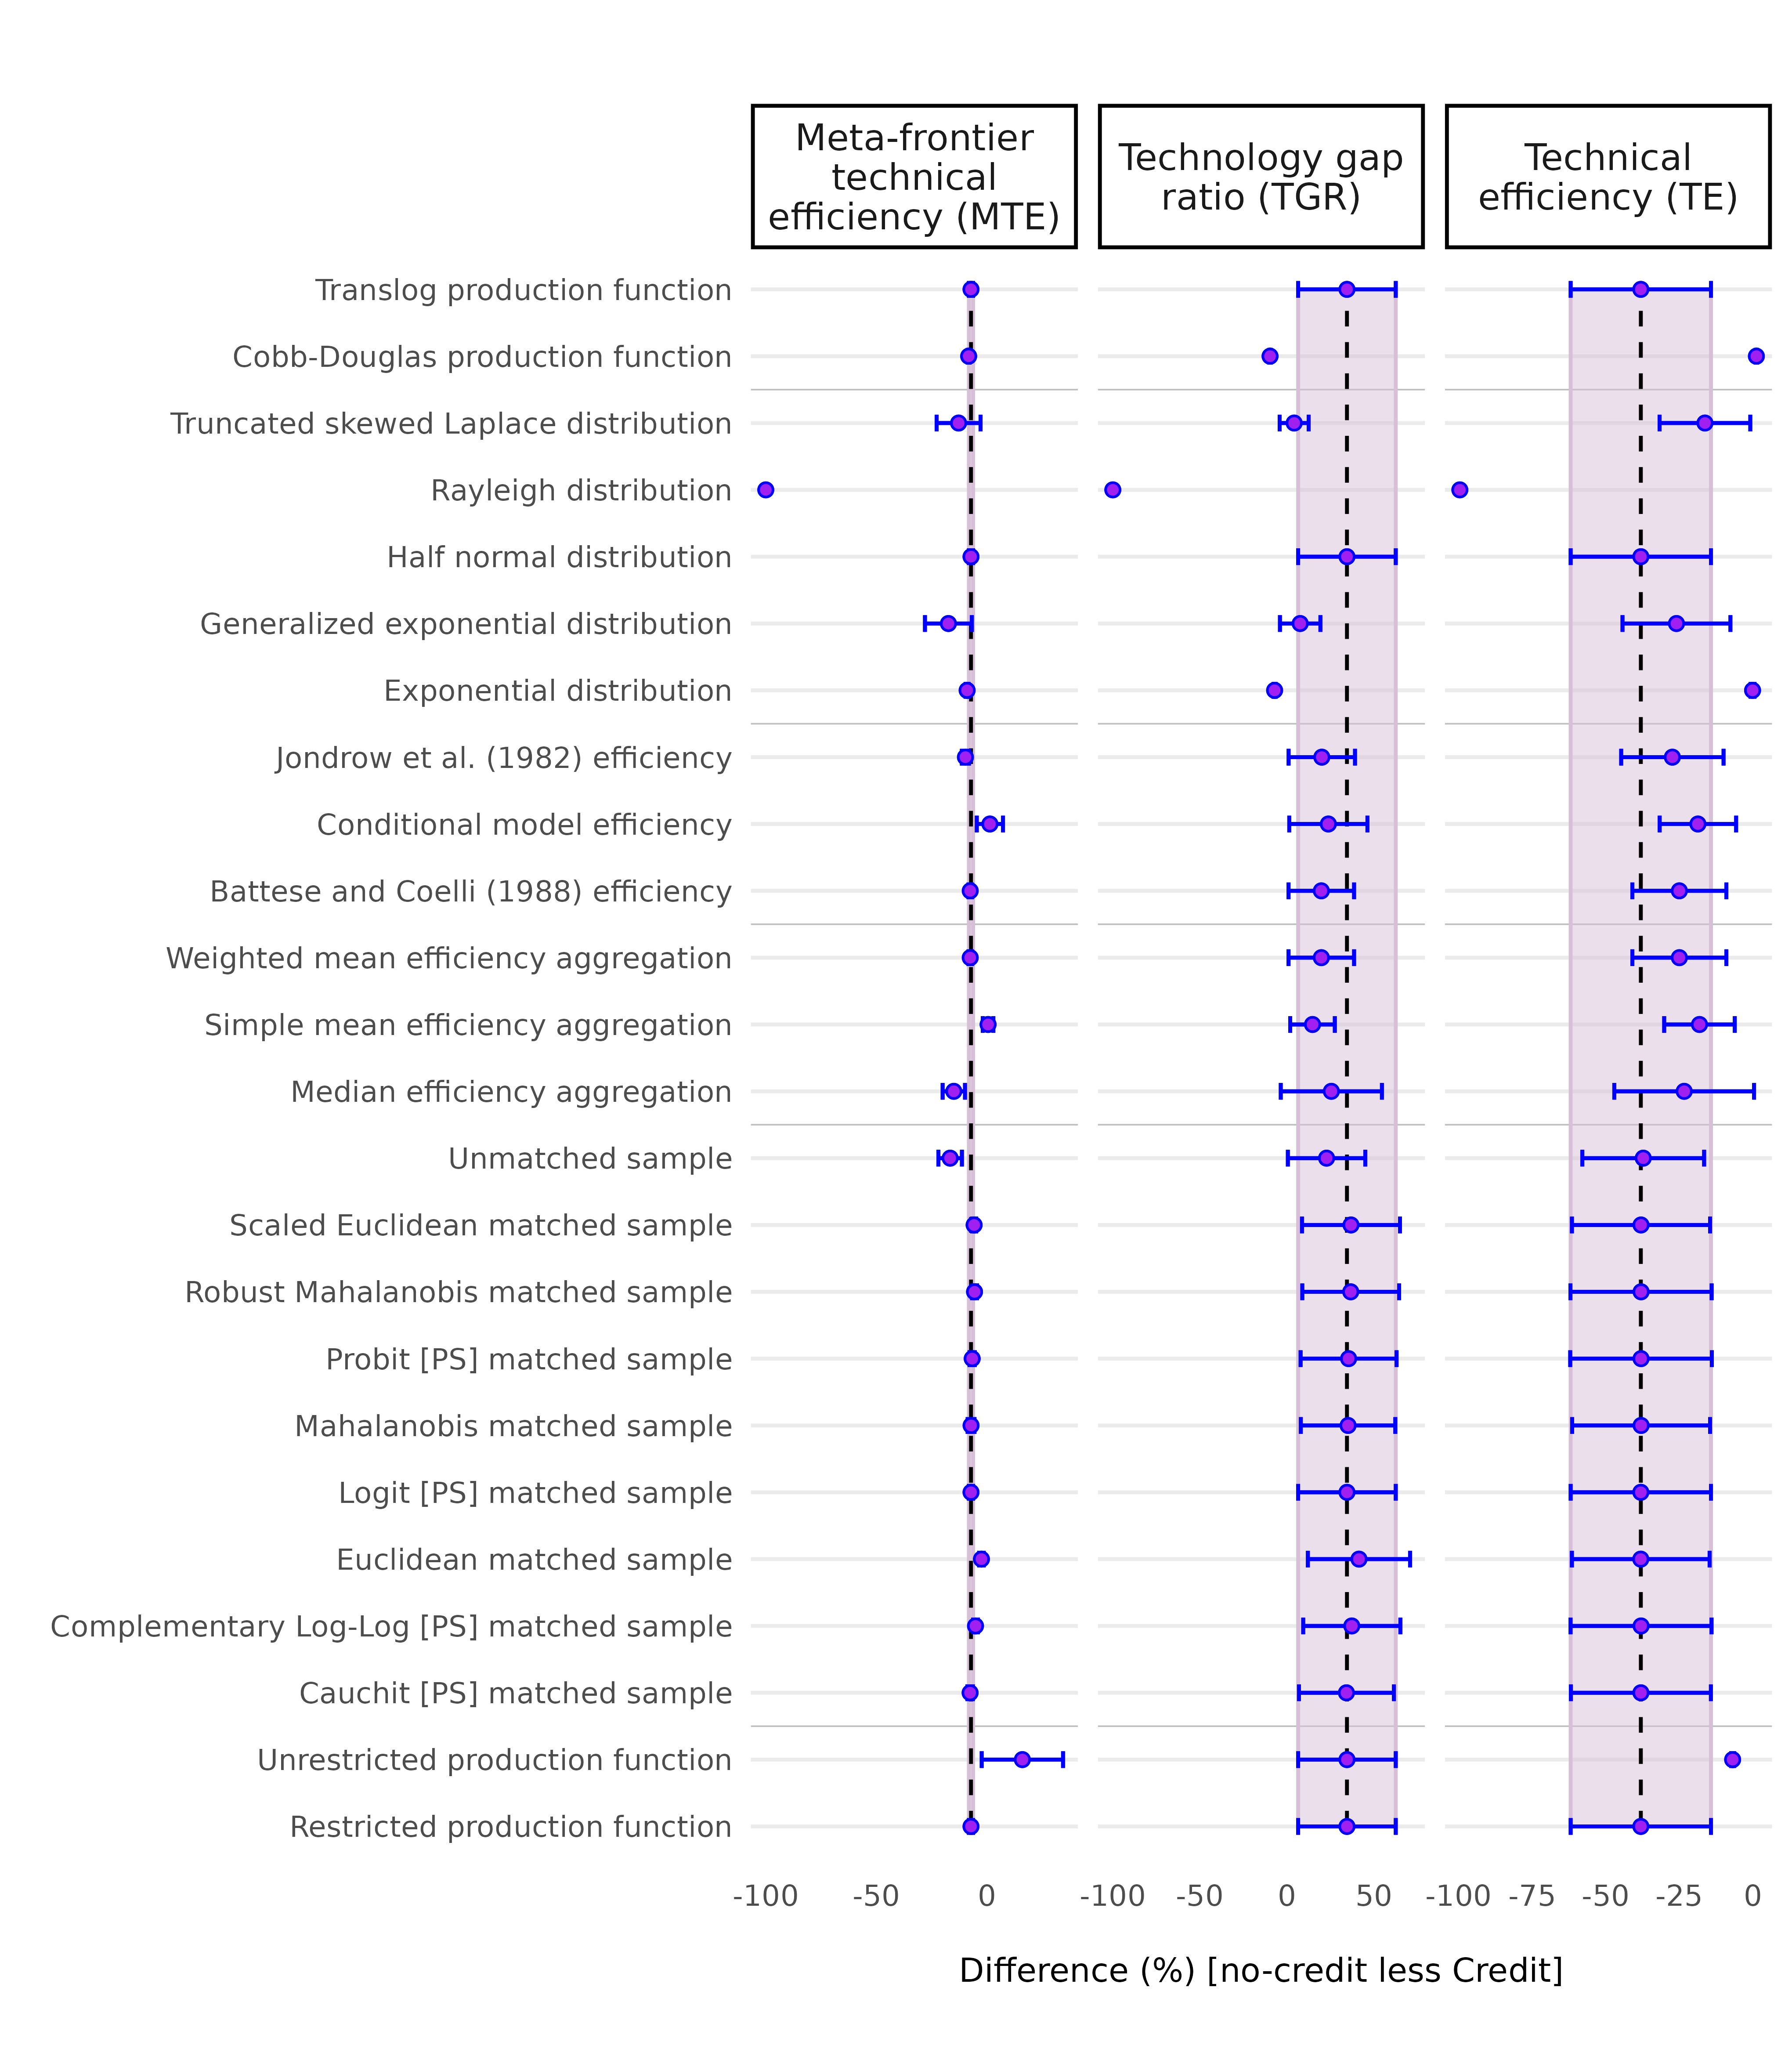 Meta-frontier
technical
efficiency (MTE)
Technology gap
ratio (TGR)
Technical
efficiency (TE)
Translog production function
Cobb-Douglas production function
Truncated skewed Laplace distribution
Rayleigh distribution
Half normal distribution
Generalized exponential distribution
Exponential distribution
Jondrow et al. (1982) efficiency
Conditional model efficiency
Battese and Coelli (1988) efficiency
Weighted mean efficiency aggregation
Simple mean efficiency aggregation
Median efficiency aggregation
Unmatched sample
Scaled Euclidean matched sample
Robust Mahalanobis matched sample
Probit [PS] matched sample
Mahalanobis matched sample
Logit [PS] matched sample
Euclidean matched sample
Complementary Log-Log [PS] matched sample
Cauchit [PS] matched sample
Unrestricted production function
Restricted production function
-100 -50 0 -100 -50 0 50 -100 -75 -50 -25 0
Difference (%) [no-credit less Credit]